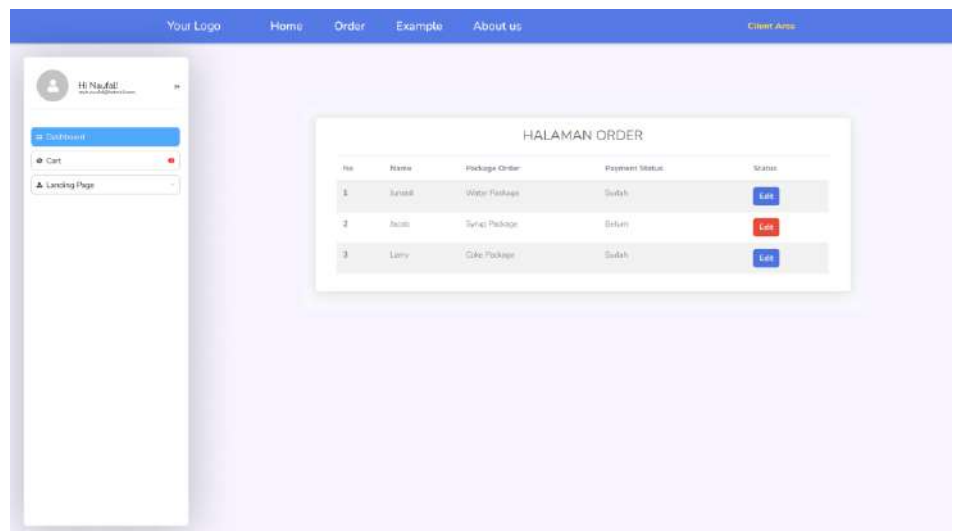 Your Logo Home Order Example About us Client Area
Hi Naufal!
Dashboard
Cart
Landing Page
HALAMAN ORDER
No Name Package Order Payment Status Status
1 Water Package Sudah Edit
2 Jacob Syrup Package Belum Edit
3 Larry Coke Package Sudah Edit